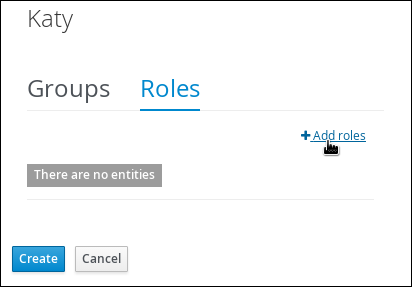 Katy
Groups Roles
+ Add roles
There are no entities
Create Cancel